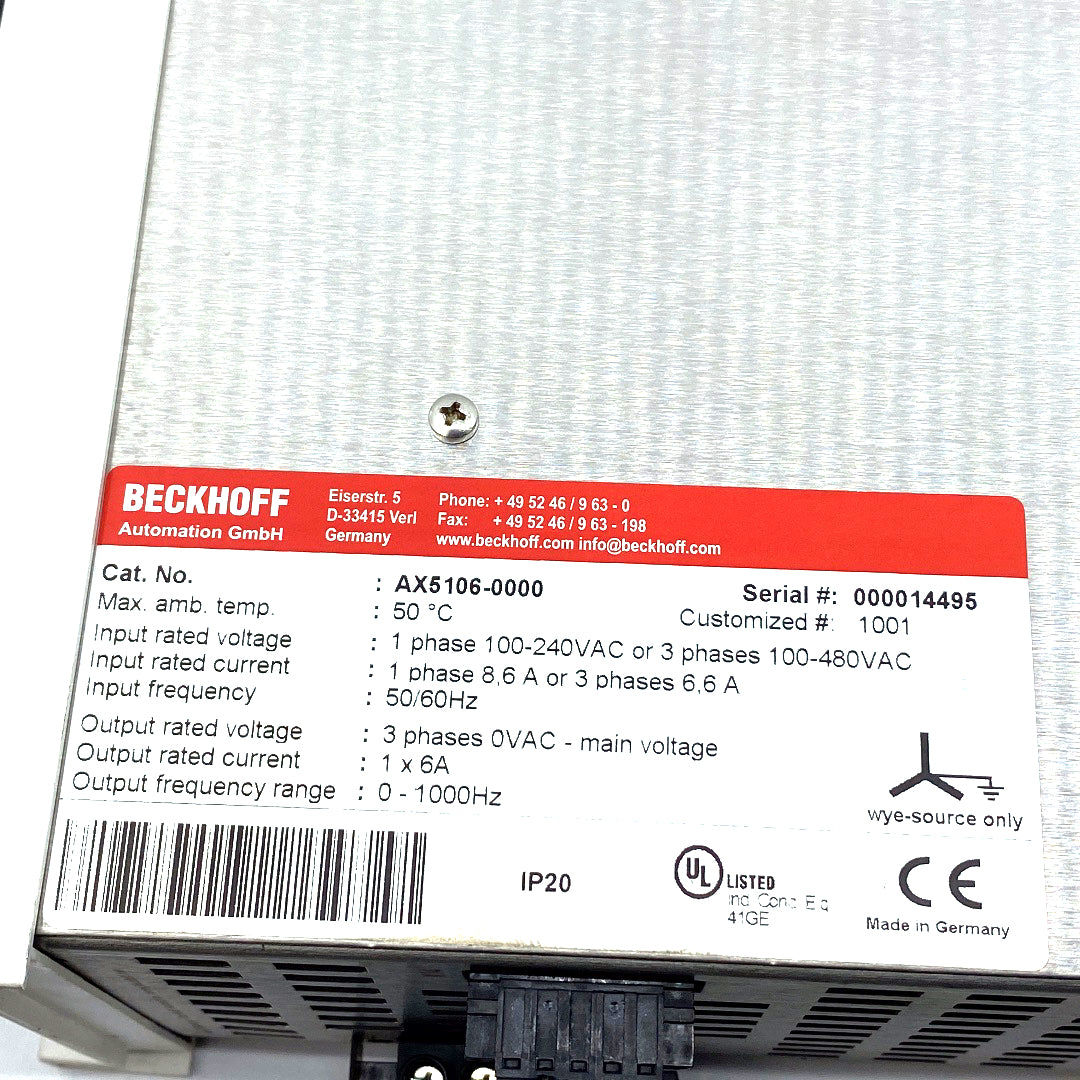 BECKHOFF
Automation GmbH
Eiserstr. 5
D-33415 Verl
Germany
Phone: + 49 52 46 / 9 63 - 0
Fax: + 49 52 46 / 9 63 - 198
www.beckhoff.com info@beckhoff.com
Cat. No. : AX5106-0000 Serial #: 000014495
Max. amb. temp. : 50 °C Customized #: 1001
Input rated voltage : 1 phase 100-240VAC or 3 phases 100-480VAC
Input rated current : 1 phase 8,6 A or 3 phases 6,6 A
Input frequency : 50/60Hz
Output rated voltage : 3 phases 0VAC - main voltage
Output rated current : 1 x 6A
Output frequency range : 0 - 1000Hz
wye-source only
IP20
UL LISTED
Ind. Cont. Eq
41GE
CE
Made in Germany